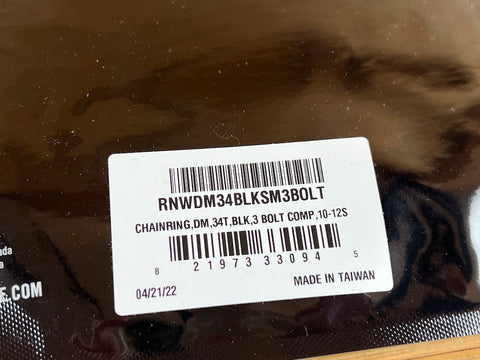 RNWDM34BLKSM3BOLT
CHAINRING,DM,34T,BLK,3 BOLT COMP,10-12S
8 21973 33094 5
04/21/22 MADE IN TAIWAN
E.COM